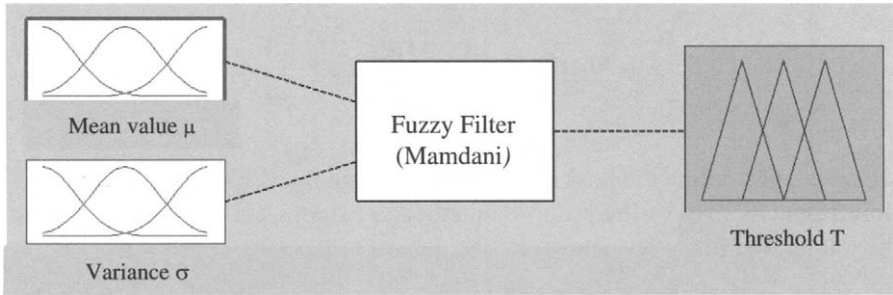 Mean value μ
Variance σ
Fuzzy Filter
(Mamdani)
Threshold T